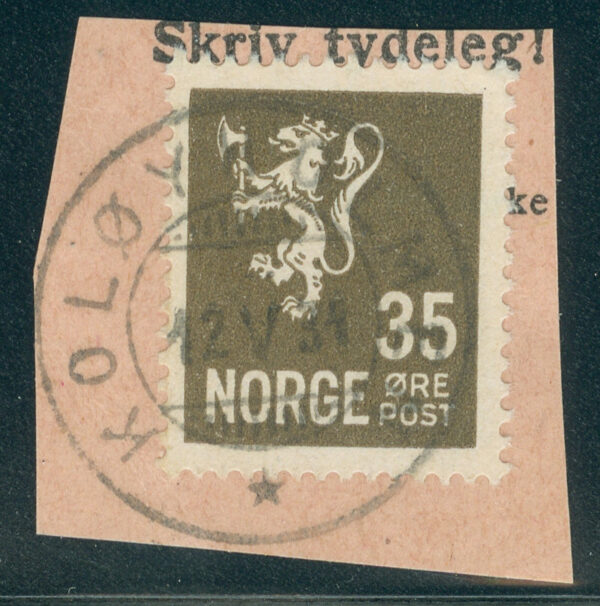 Skriv tydeleg!
ke
35
NORGE ØRE
POST
KOLØY
12 V 31